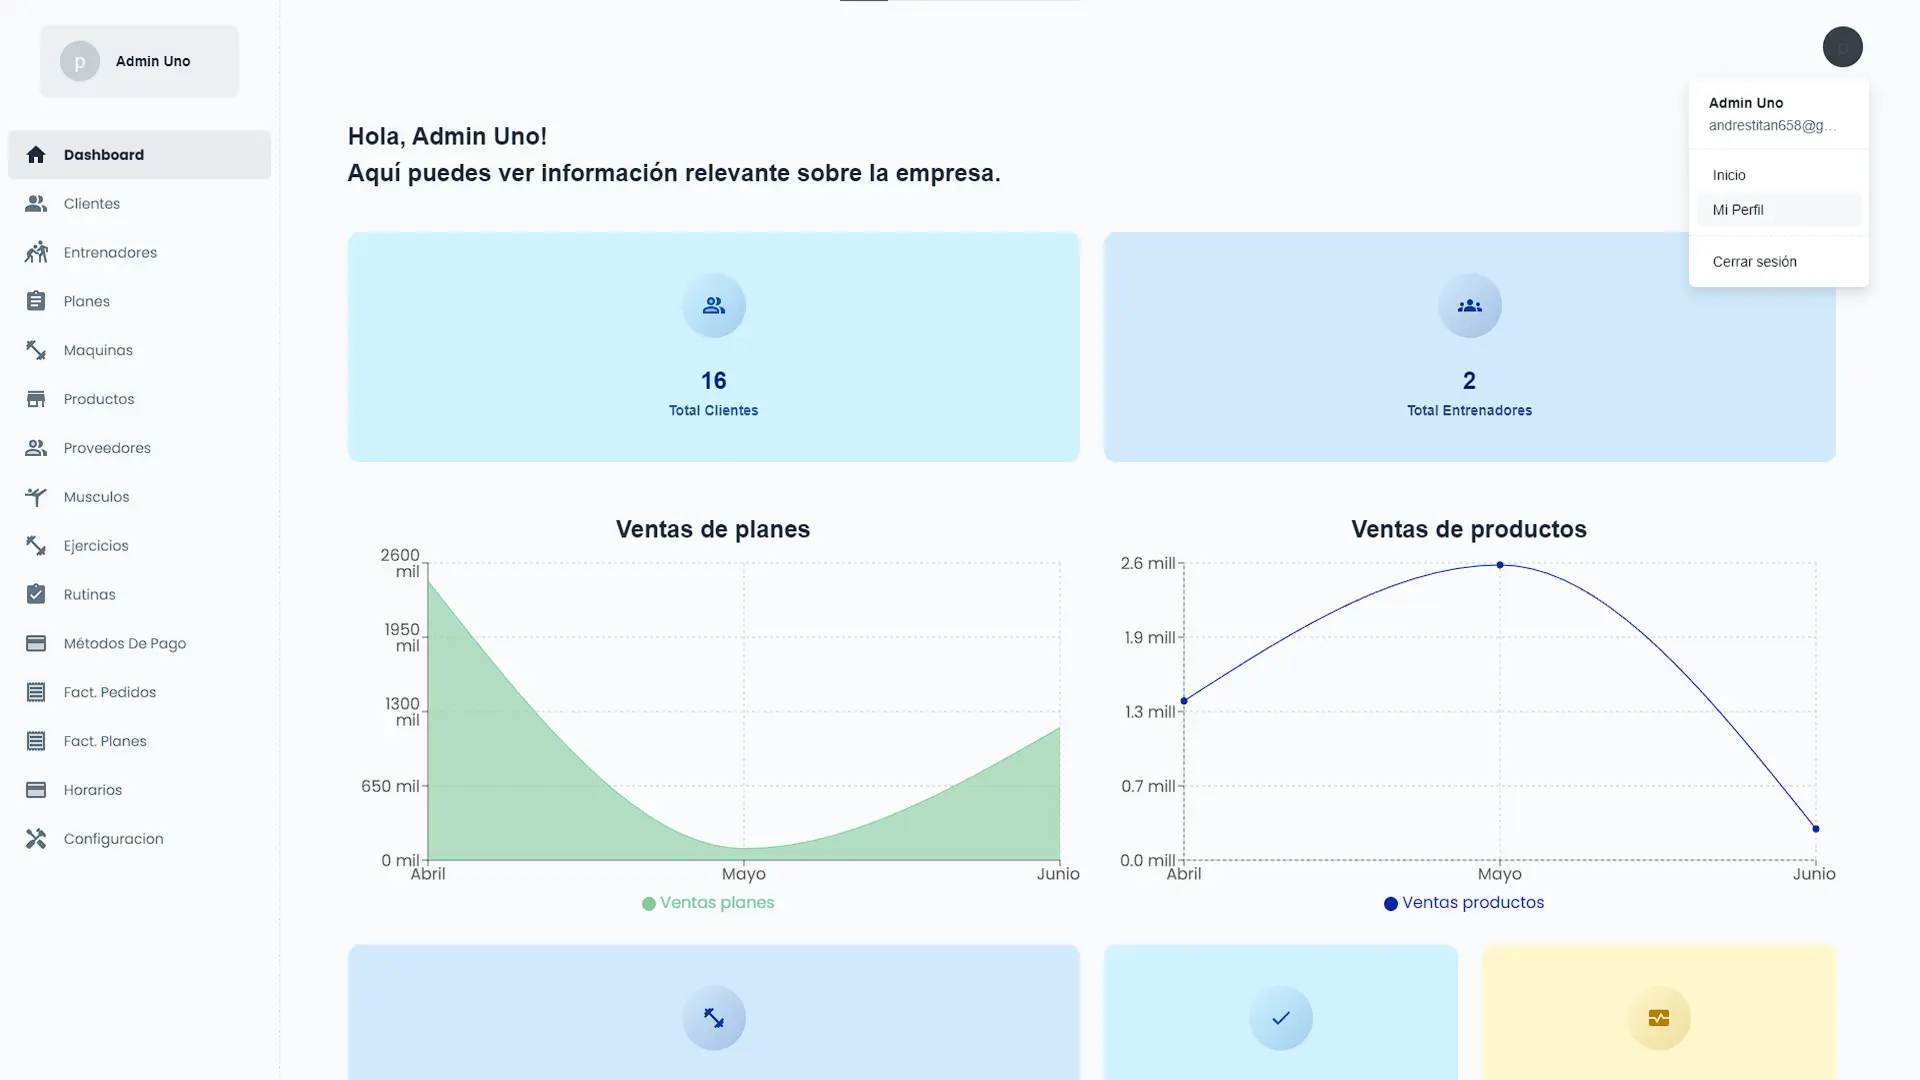 p
Admin Uno
Dashboard
Clientes
Entrenadores
Planes
Maquinas
Productos
Proveedores
Musculos
Ejercicios
Rutinas
Métodos De Pago
Fact. Pedidos
Fact. Planes
Horarios
Configuracion
p
Admin Uno
andrestitan658@g...
Inicio
Mi Perfil
Cerrar sesión
Hola, Admin Uno!
Aquí puedes ver información relevante sobre la empresa.
16
Total Clientes
2
Total Entrenadores
Ventas de planes
2600
mil
1950
mil
1300
mil
650 mil
0 mil
Abril Mayo Junio
Ventas planes
Ventas de productos
2.6 mill
1.9 mill
1.3 mill
0.7 mill
0.0 mill
Abril Mayo Junio
Ventas productos